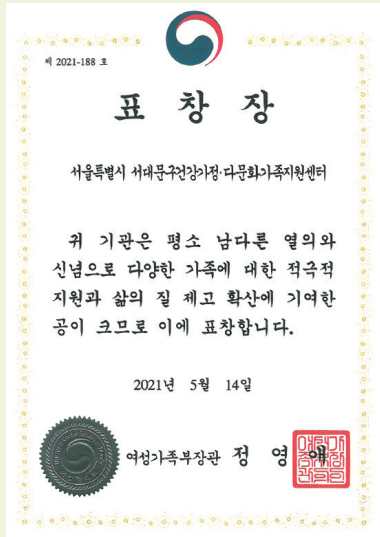 제 2021-188 호
표 창 장
서울특별시 서대문구건강가정·다문화가족지원센터
귀 기관은 평소 남다른 열의와
신념으로 다양한 가족에 대한 적극적
지원과 삶의 질 제고 확산에 기여한
공이 크므로 이에 표창합니다.
2021년 5월 14일
여성가족부장관 정 영 애